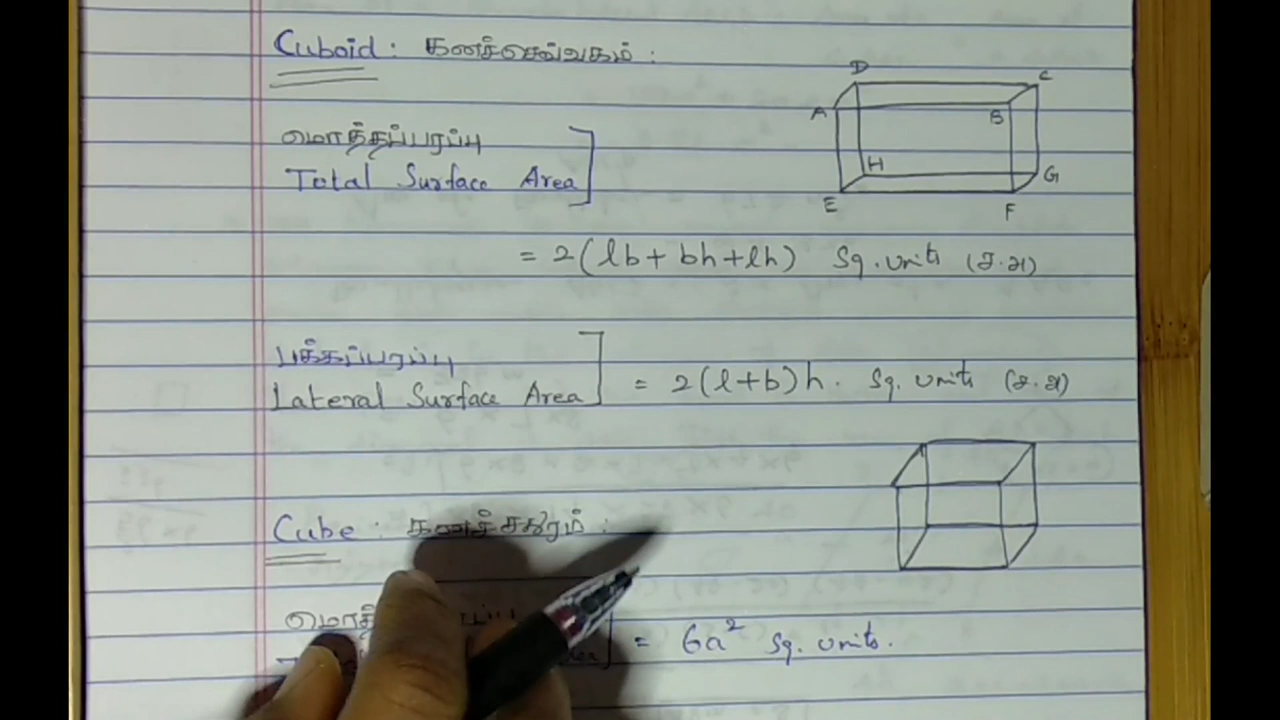 Cuboid : கனச்செவ்வகம் :
D C
A B
H G
E F
மொத்தப்பரப்பு
Total Surface Area]
= 2(lb + bh + lh) Sq. units (ச.அ)
பக்கப்பரப்பு
Lateral Surface Area] = 2(l+b)h. Sq. units (ச.அ)
Cube : கனச்சதுரம் :
= 6a² Sq. units.